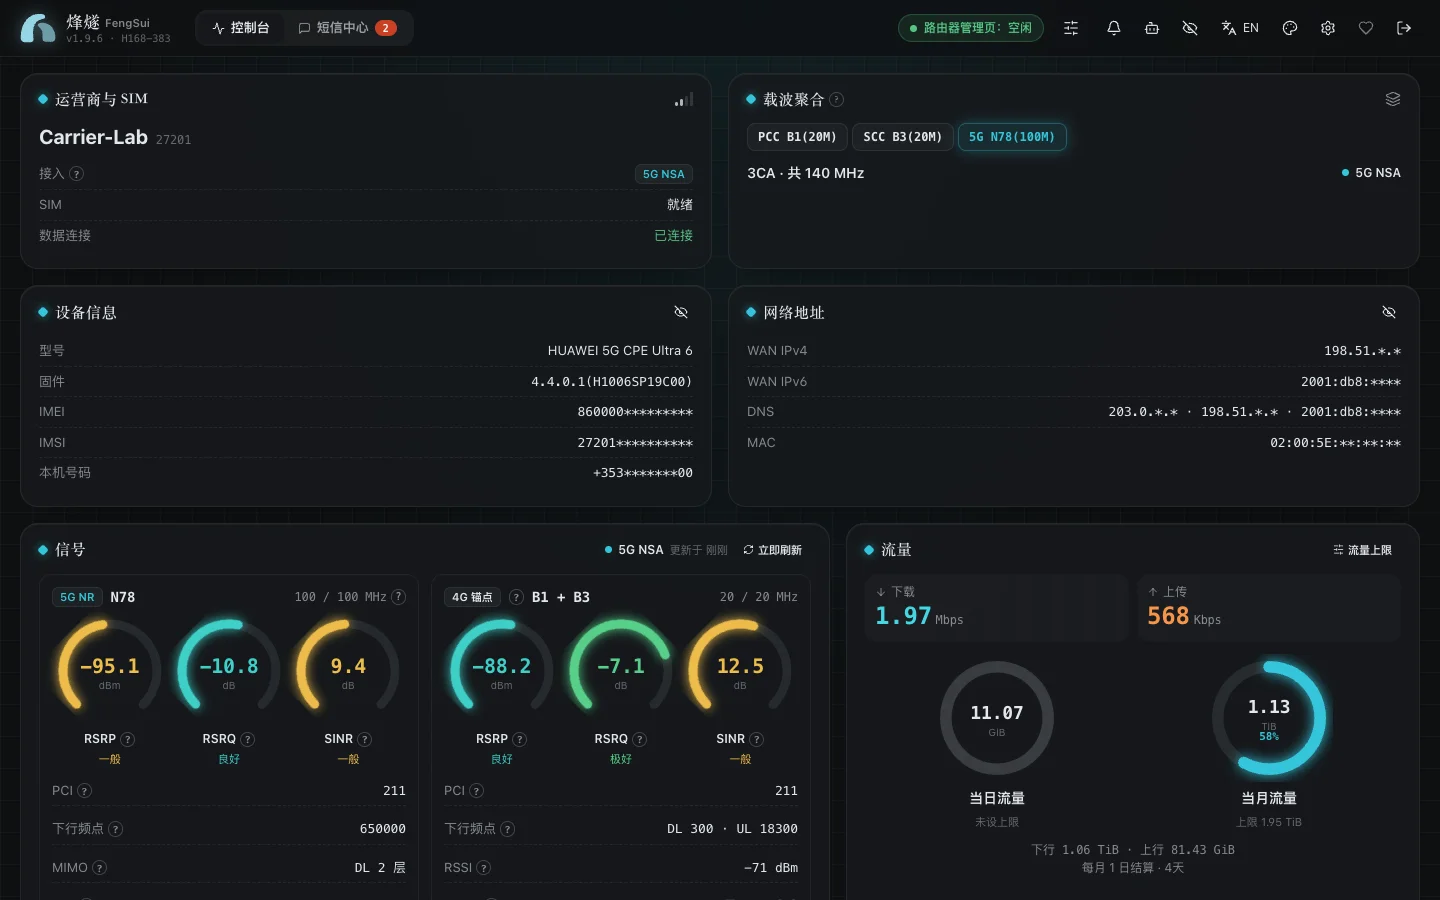 烽燧 FengSui
v1.9.6 · H168-383
控制台
短信中心 2
路由器管理页：空闲
EN
运营商与 SIM
Carrier-Lab 27201
接入 ?
5G NSA
SIM
就绪
数据连接
已连接
载波聚合 ?
PCC B1(20M) SCC B3(20M) 5G N78(100M)
3CA · 共 140 MHz
5G NSA
设备信息
型号
HUAWEI 5G CPE Ultra 6
固件
4.4.0.1(H1006SP19C00)
IMEI
860000*********
IMSI
27201**********
本机号码
+353*******00
网络地址
WAN IPv4
198.51.*.*
WAN IPv6
2001:db8:****
DNS
203.0.*.* · 198.51.*.* · 2001:db8:****
MAC
02:00:5E:**:**:**
信号
5G NSA 更新于 刚刚 立即刷新
5G NR N78
100 / 100 MHz ?
-95.1
dBm
RSRP ?
一般
-10.8
dB
RSRQ ?
良好
9.4
dB
SINR ?
一般
PCI ?
211
下行频点 ?
650000
MIMO ?
DL 2 层
4G 锚点 ? B1 + B3
20 / 20 MHz
-88.2
dBm
RSRP ?
良好
-7.1
dB
RSRQ ?
极好
12.5
dB
SINR ?
一般
PCI ?
211
下行频点 ?
DL 300 · UL 18300
RSSI ?
-71 dBm
流量
流量上限
↓ 下载
1.97 Mbps
↑ 上传
568 Kbps
11.07
GiB
当日流量
未设上限
1.13
TiB
58%
当月流量
上限 1.95 TiB
下行 1.06 TiB · 上行 81.43 GiB
每月 1 日结算 · 4天